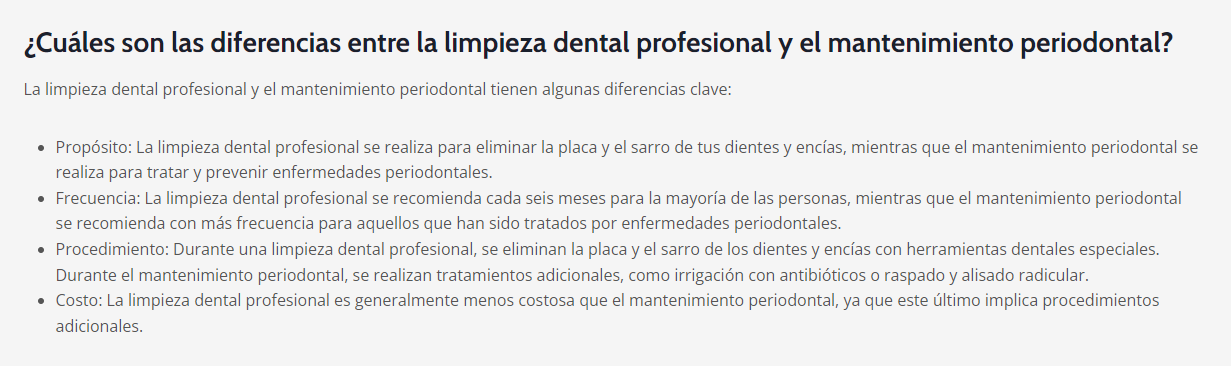 ¿Cuáles son las diferencias entre la limpieza dental profesional y el mantenimiento periodontal?
La limpieza dental profesional y el mantenimiento periodontal tienen algunas diferencias clave:
• Propósito: La limpieza dental profesional se realiza para eliminar la placa y el sarro de tus dientes y encías, mientras que el mantenimiento periodontal se
realiza para tratar y prevenir enfermedades periodontales.
• Frecuencia: La limpieza dental profesional se recomienda cada seis meses para la mayoría de las personas, mientras que el mantenimiento periodontal
se recomienda con más frecuencia para aquellos que han sido tratados por enfermedades periodontales.
• Procedimiento: Durante una limpieza dental profesional, se eliminan la placa y el sarro de los dientes y encías con herramientas dentales especiales.
Durante el mantenimiento periodontal, se realizan tratamientos adicionales, como irrigación con antibióticos o raspado y alisado radicular.
• Costo: La limpieza dental profesional es generalmente menos costosa que el mantenimiento periodontal, ya que este último implica procedimientos
adicionales.